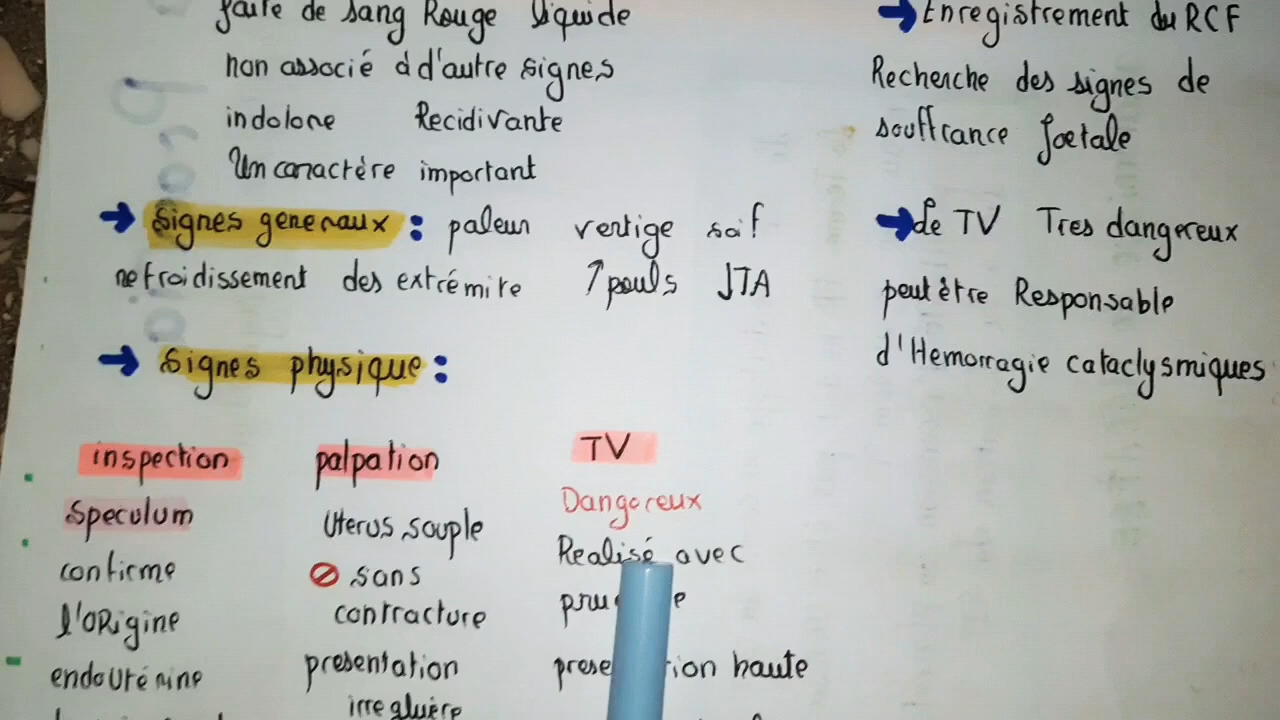 faite de sang Rouge liquide
non associé à d'autre signes
indolore Recidivante
Un caractère important
➔ Signes generaux : paleur vertige soif
refroidissement des extrémite ↑pouls ↓TA
➔ Signes physique :
inspection
Speculum
confirme
l'ORigine
endoutérine
palpation
Uterus souple
sans
contracture
presentation
irregluère
TV
Dangereux
Realisé avec
haute
➔ Enregistrement du RCF
Recherche des signes de
souffrance foetale
➔ le TV Tres dangereux
peut être Responsable
d'Hemorragie cataclysmiques